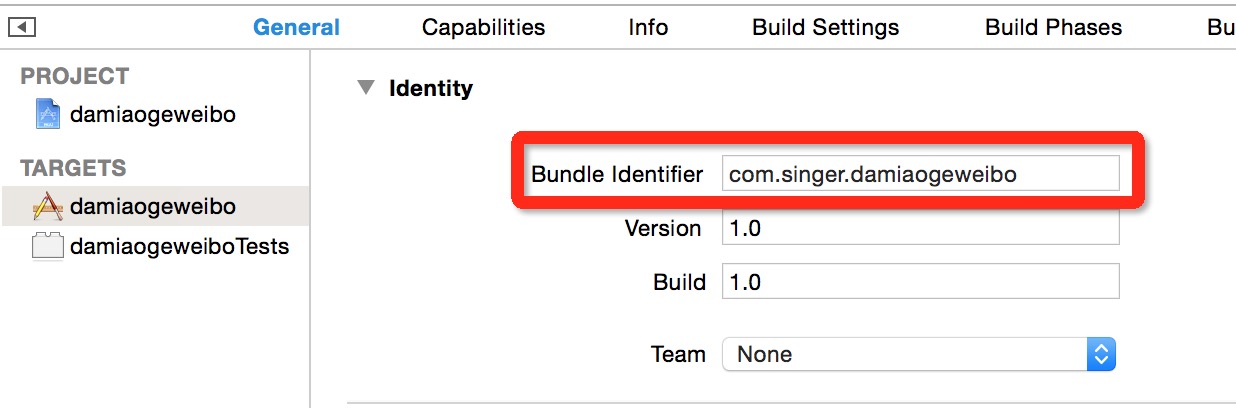 General Capabilities Info Build Settings Build Phases Bu
PROJECT
damiaogeweibo
TARGETS
damiaogeweibo
damiaogeweiboTests
Identity
Bundle Identifier com.singer.damiaogeweibo
Version 1.0
Build 1.0
Team None